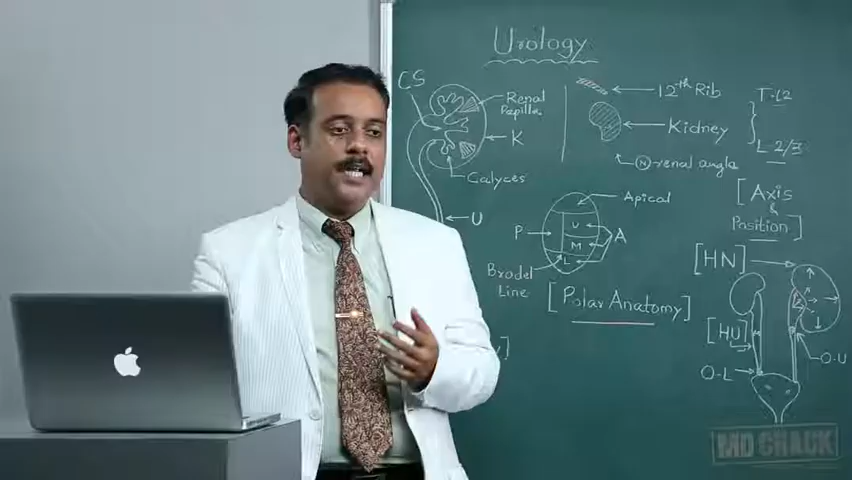 Urology
CS
Renal
Papilla
K
Calyces
U
12th Rib
Kidney
N renal angle
T-12
L-2/3
[Axis
&
Position]
Apical
P
U
M
L
A
Brodel
Line
[Polar Anatomy]
[HN]
[HU]
O-L
O-U
MD CRACK